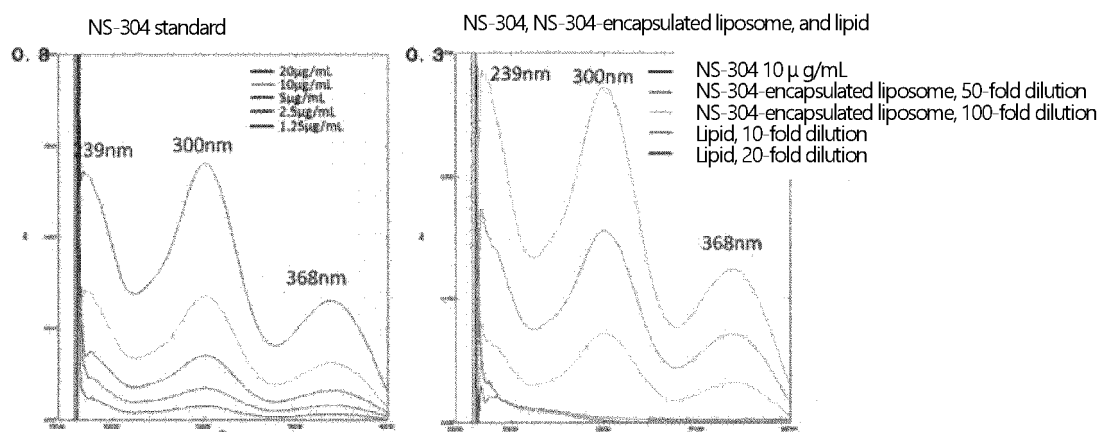 NS-304 standard
0. 8
20μg/mL
10μg/mL
5μg/mL
2.5μg/mL
1.25μg/mL
39nm
300nm
368nm
NS-304, NS-304-encapsulated liposome, and lipid
0. 3
239nm
300nm
NS-304 10 μ g/mL
NS-304-encapsulated liposome, 50-fold dilution
NS-304-encapsulated liposome, 100-fold dilution
Lipid, 10-fold dilution
Lipid, 20-fold dilution
368nm